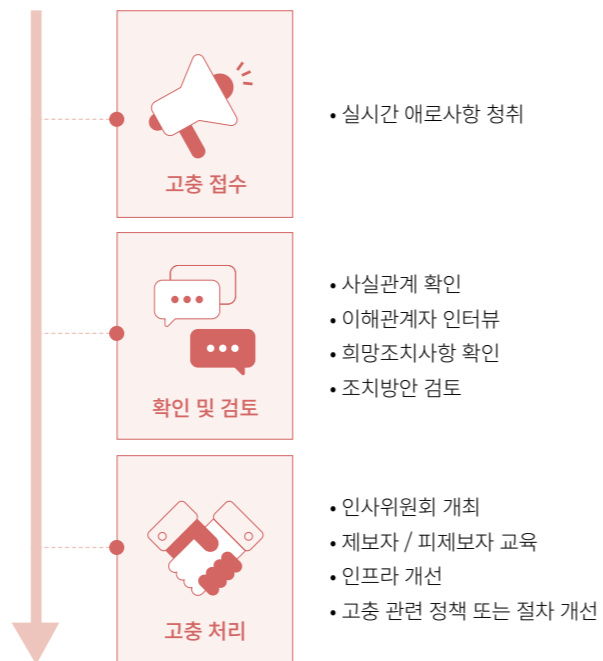 고충 접수
• 실시간 애로사항 청취
확인 및 검토
• 사실관계 확인
• 이해관계자 인터뷰
• 희망조치사항 확인
• 조치방안 검토
고충 처리
• 인사위원회 개최
• 제보자 / 피제보자 교육
• 인프라 개선
• 고충 관련 정책 또는 절차 개선